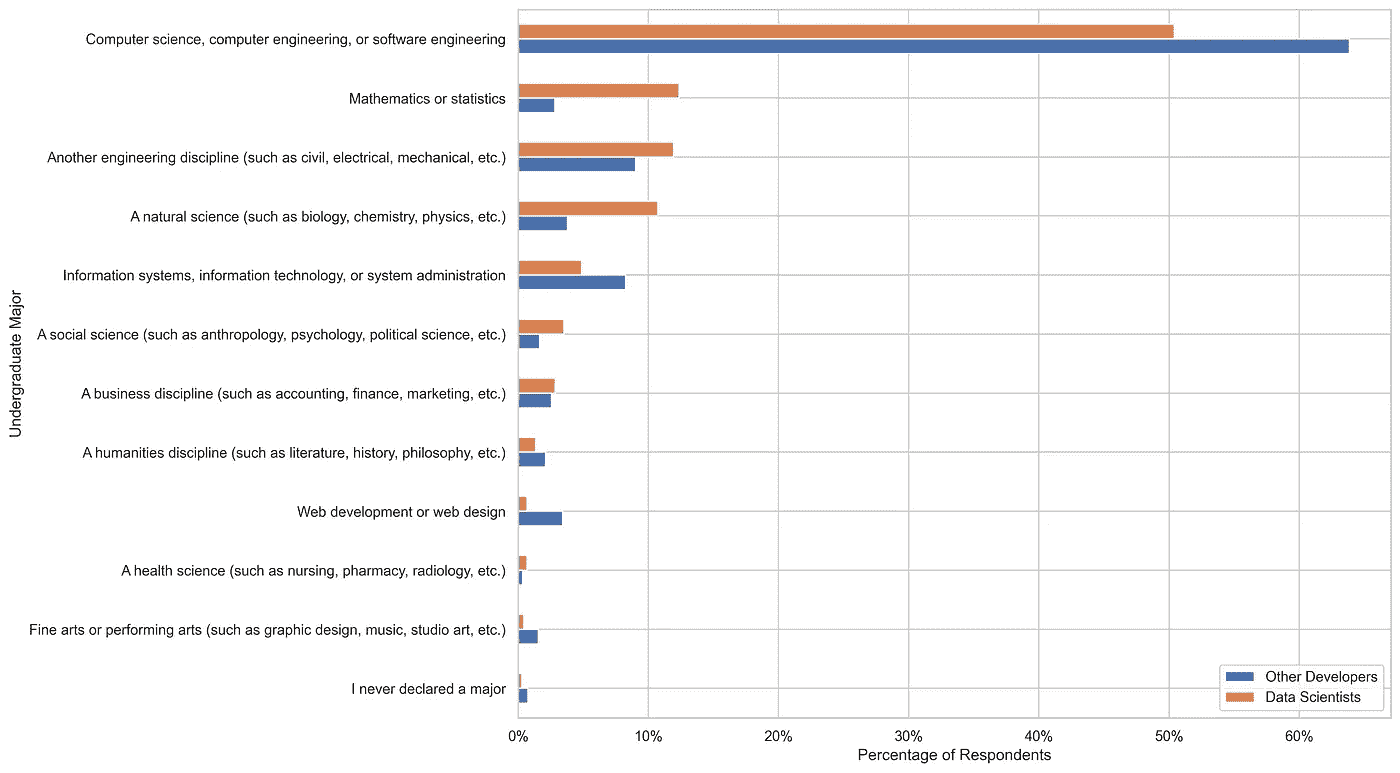 Computer science, computer engineering, or software engineering
Mathematics or statistics
Another engineering discipline (such as civil, electrical, mechanical, etc.)
A natural science (such as biology, chemistry, physics, etc.)
Information systems, information technology, or system administration
A social science (such as anthropology, psychology, political science, etc.)
A business discipline (such as accounting, finance, marketing, etc.)
A humanities discipline (such as literature, history, philosophy, etc.)
Web development or web design
A health science (such as nursing, pharmacy, radiology, etc.)
Fine arts or performing arts (such as graphic design, music, studio art, etc.)
I never declared a major
Undergraduate Major
Other Developers
Data Scientists
0% 10% 20% 30% 40% 50% 60%
Percentage of Respondents